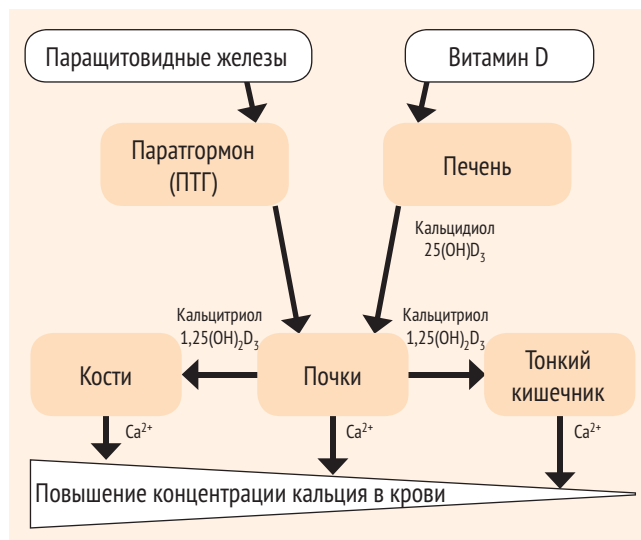 Паращитовидные железы
Витамин D
Паратгормон
(ПТГ)
Печень
Кальцидиол
25(OH)D₃
Кальцитриол
1,25(OH)₂D₃
Кальцитриол
1,25(OH)₂D₃
Кости
Почки
Тонкий
кишечник
Ca²⁺
Ca²⁺
Ca²⁺
Повышение концентрации кальция в крови